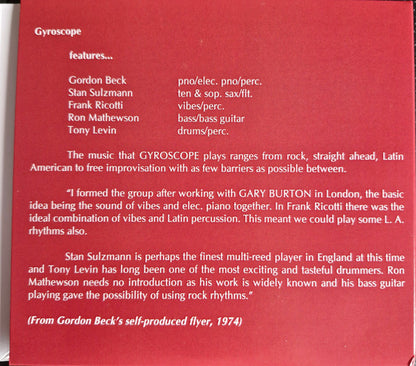 Gyroscope
features...
Gordon Beck pno/elec. pno/perc.
Stan Sulzmann ten & sop. sax/flt.
Frank Ricotti vibes/perc.
Ron Mathewson bass/bass guitar
Tony Levin drums/perc.
The music that GYROSCOPE plays ranges from rock, straight ahead, Latin
American to free improvisation with as few barriers as possible between.
"I formed the group after working with GARY BURTON in London, the basic
idea being the sound of vibes and elec. piano together. In Frank Ricotti there was the
ideal combination of vibes and Latin percussion. This meant we could play some L. A.
rhythms also.
Stan Sulzmann is perhaps the finest multi-reed player in England at this time
and Tony Levin has long been one of the most exciting and tasteful drummers. Ron
Mathewson needs no introduction as his work is widely known and his bass guitar
playing gave the possibility of using rock rhythms."
(From Gordon Beck's self-produced flyer, 1974)